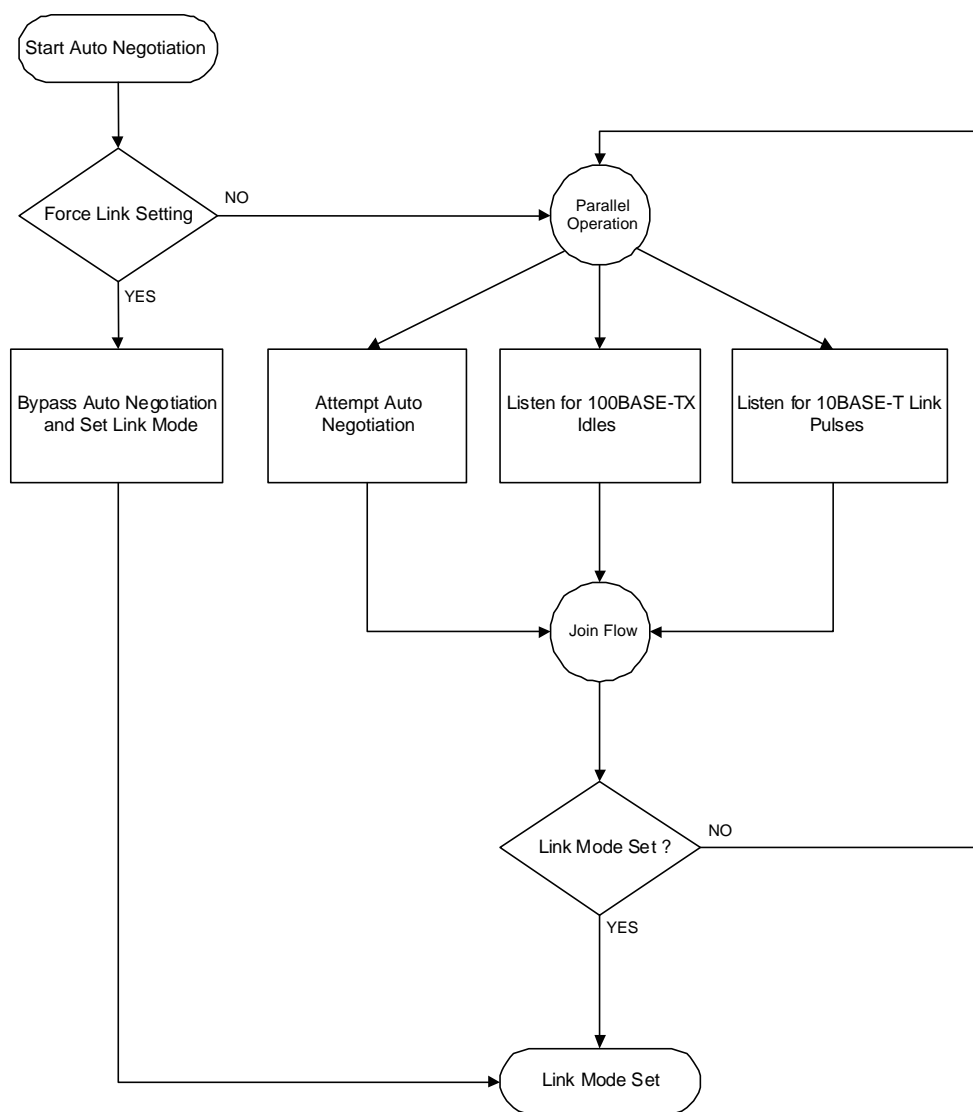 Start Auto Negotiation
Force Link Setting
NO
YES
Parallel
Operation
Bypass Auto Negotiation
and Set Link Mode
Attempt Auto
Negotiation
Listen for 100BASE-TX
Idles
Listen for 10BASE-T Link
Pulses
Join Flow
Link Mode Set ?
NO
YES
Link Mode Set